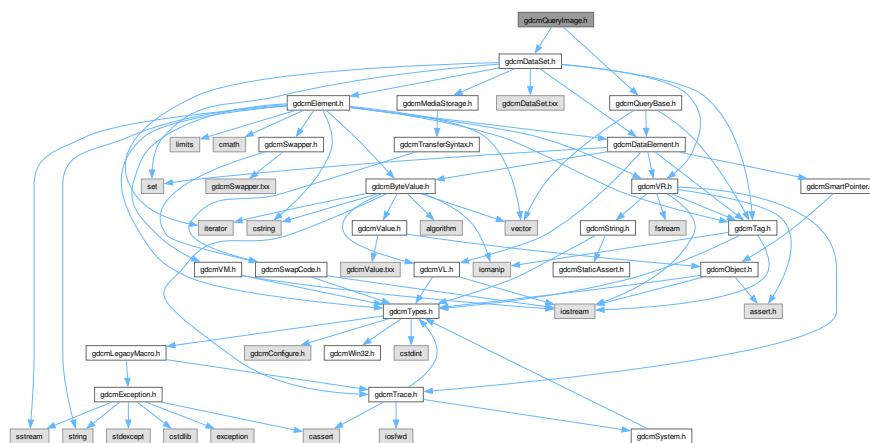 gdcmQueryImage.h
gdcmDataSet.h
gdcmElement.h
gdcmMediaStorage.h
gdcmDataSet.txx
gdcmQueryBase.h
limits
cmath
gdcmSwapper.h
gdcmTransferSyntax.h
gdcmDataElement.h
set
gdcmSwapper.txx
gdcmByteValue.h
gdcmVR.h
gdcmSmartPointer.h
iterator
cstring
gdcmValue.h
algorithm
vector
gdcmString.h
fstream
gdcmTag.h
gdcmVM.h
gdcmSwapCode.h
gdcmValue.txx
gdcmVL.h
iomanip
gdcmStaticAssert.h
gdcmObject.h
gdcmTypes.h
iostream
assert.h
gdcmLegacyMacro.h
gdcmConfigure.h
gdcmWin32.h
cstdint
gdcmException.h
gdcmTrace.h
sstream
string
stdexcept
cstdlib
exception
cassert
iosfwd
gdcmSystem.h